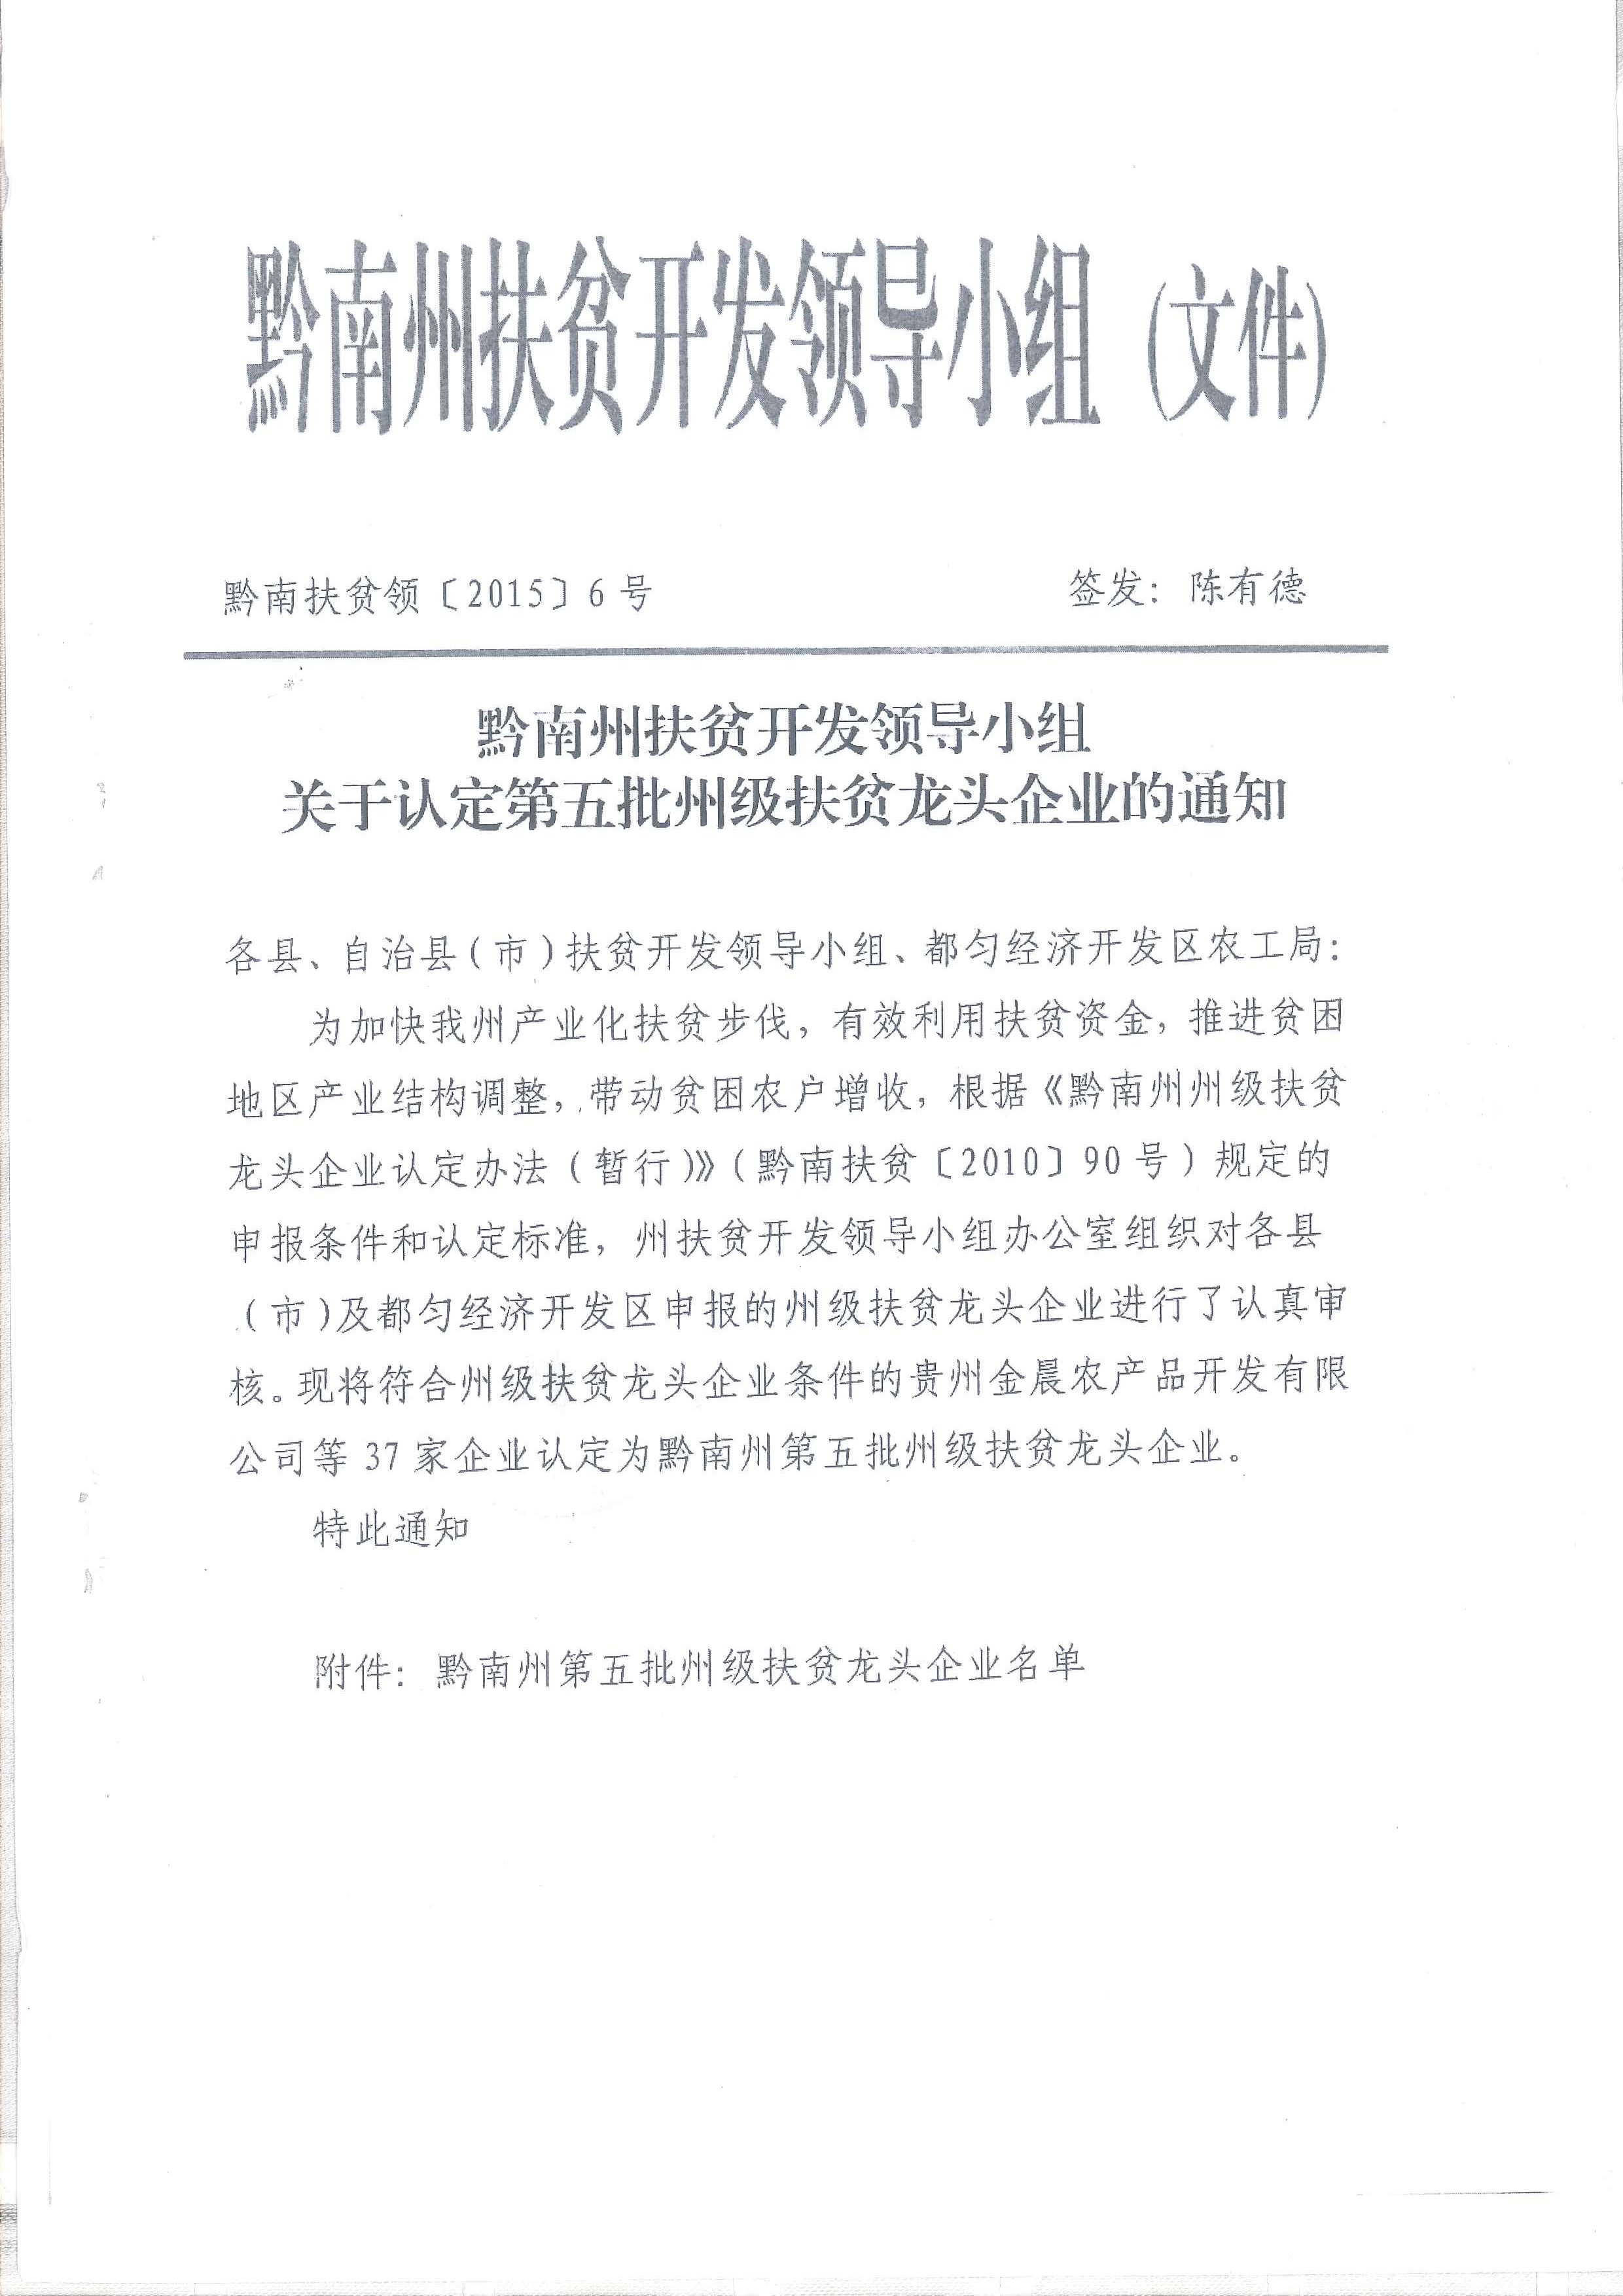 黔南州扶贫开发领导小组（文件）
黔南扶贫领〔2015〕6号
签发：陈有德
黔南州扶贫开发领导小组
关于认定第五批州级扶贫龙头企业的通知
各县、自治县（市）扶贫开发领导小组、都匀经济开发区农工局：
为加快我州产业化扶贫步伐，有效利用扶贫资金，推进贫困
地区产业结构调整，带动贫困农户增收，根据《黔南州州级扶贫
龙头企业认定办法（暂行）》（黔南扶贫〔2010〕90号）规定的
申报条件和认定标准，州扶贫开发领导小组办公室组织对各县
（市)及都匀经济开发区申报的州级扶贫龙头企业进行了认真审
核。现将符合州级扶贫龙头企业条件的贵州金晨农产品开发有限
公司等 37 家企业认定为黔南州第五批州级扶贫龙头企业。
特此通知
附件：黔南州第五批州级扶贫龙头企业名单